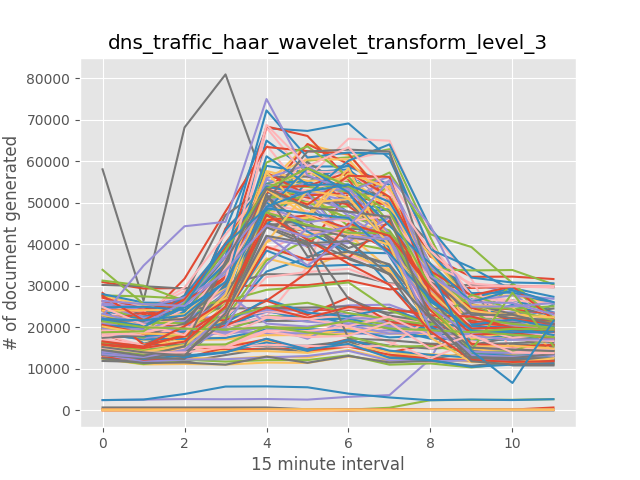 dns_traffic_haar_wavelet_transform_level_3
# of document generated
80000
70000
60000
50000
40000
30000
20000
10000
0
0 2 4 6 8 10
15 minute interval